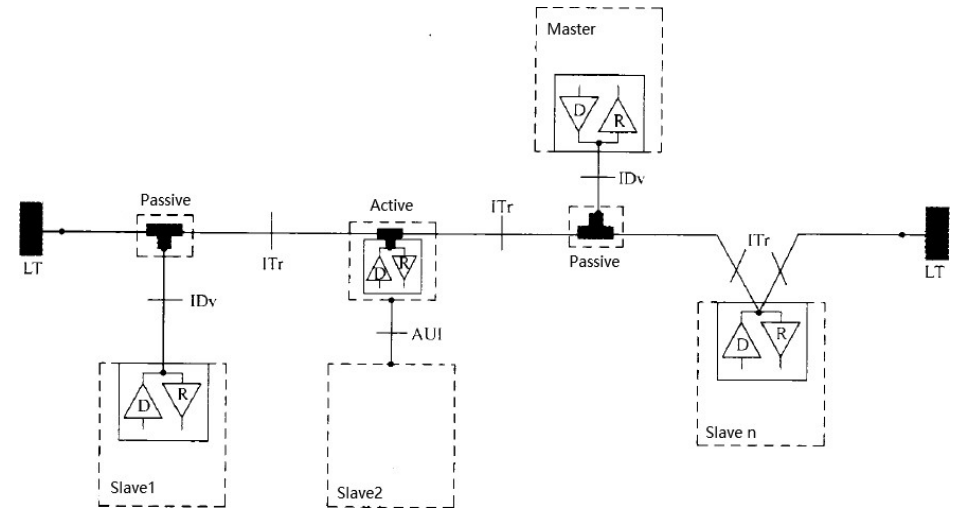 Master
D
R
IDv
Passive
Active
ITr
ITr
Passive
ITr
LT
LT
D
R
IDv
AUI
D
R
D
R
Slave1
Slave2
Slave n